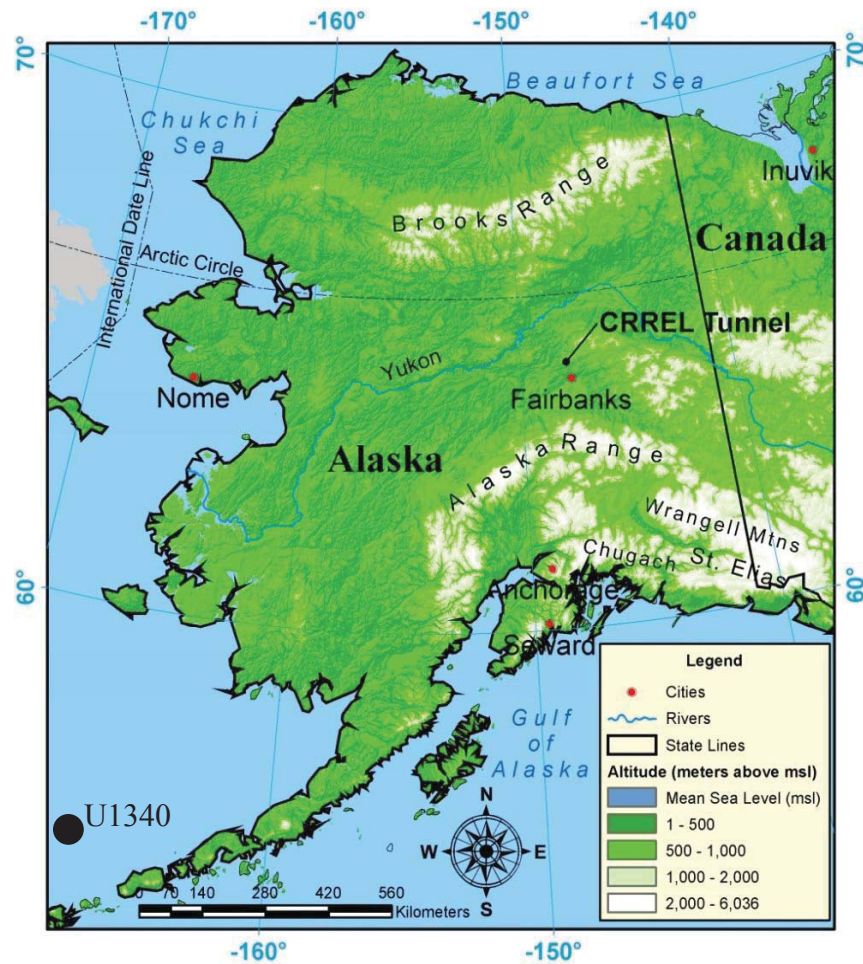 -170°
-160°
-150°
-140°
70°
70°
Beaufort Sea
Chukchi
Sea
Inuvik
Brooks Range
Canada
International Date Line
Arctic Circle
CRREL Tunnel
Yukon
Nome
Fairbanks
Alaska
Alaska Range
Wrangell Mtns
Chugach
St. Elias
60°
60°
Anchorage
Seward
Gulf
of
Alaska
Legend
Cities
Rivers
State Lines
Altitude (meters above msl)
Mean Sea Level (msl)
1 - 500
500 - 1,000
1,000 - 2,000
2,000 - 6,036
U1340
N
W
E
S
0 70 140 280 420 560
Kilometers
-160°
-150°